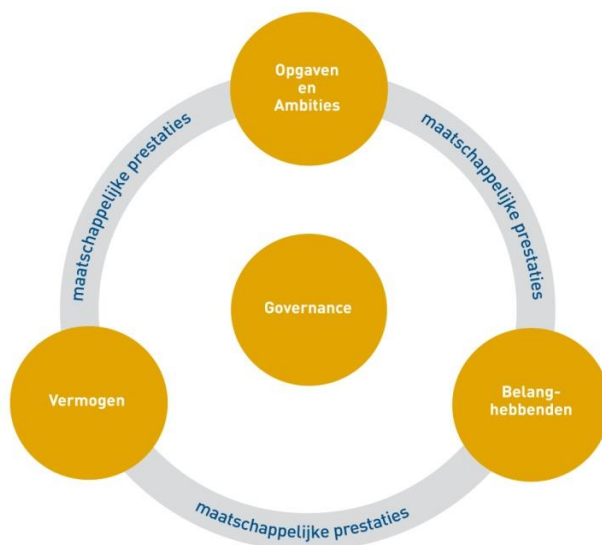 Opgaven
en
Ambities
maatschappelijke prestaties
maatschappelijke prestaties
Governance
Vermogen
Belang-
hebbenden
maatschappelijke prestaties